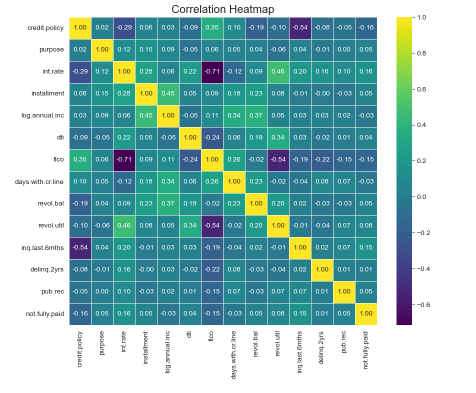 Correlation Heatmap
credit.policy 1.00 0.02 -0.29 0.06 0.03 -0.09 0.35 0.10 -0.19 -0.10 -0.54 -0.08 -0.05 -0.16
purpose 0.02 1.00 0.12 0.15 0.09 -0.05 0.06 0.05 0.04 -0.06 0.04 -0.01 0.00 0.05
int.rate -0.29 0.12 1.00 0.28 0.06 0.22 -0.71 -0.12 0.09 0.46 0.20 0.16 0.10 0.16
installment 0.06 0.15 0.28 1.00 0.45 0.05 0.09 0.18 0.23 0.08 -0.01 -0.00 -0.03 0.05
log.annual.inc 0.03 0.09 0.06 0.45 1.00 -0.05 0.11 0.34 0.37 0.05 0.03 0.03 0.02 -0.03
dti -0.09 -0.05 0.22 0.05 -0.05 1.00 -0.24 0.06 0.19 0.34 0.03 -0.02 0.01 0.04
fico 0.35 0.06 -0.71 0.09 0.11 -0.24 1.00 0.26 -0.02 -0.54 -0.19 -0.22 -0.15 -0.15
days.with.cr.line 0.10 0.05 -0.12 0.18 0.34 0.06 0.26 1.00 0.23 -0.02 -0.04 0.08 0.07 -0.03
revol.bal -0.19 0.04 0.09 0.23 0.37 0.19 -0.02 0.23 1.00 0.20 0.02 -0.03 -0.03 0.05
revol.util -0.10 -0.06 0.46 0.08 0.05 0.34 -0.54 -0.02 0.20 1.00 -0.01 -0.04 0.07 0.08
inq.last.6mths -0.54 0.04 0.20 -0.01 0.03 0.03 -0.19 -0.04 0.02 -0.01 1.00 0.02 0.07 0.15
delinq.2yrs -0.08 -0.01 0.16 -0.00 0.03 -0.02 -0.22 0.08 -0.03 -0.04 0.02 1.00 0.01 0.01
pub.rec -0.05 0.00 0.10 -0.03 0.02 0.01 -0.15 0.07 -0.03 0.07 0.07 0.01 1.00 0.05
not.fully.paid -0.16 0.05 0.16 0.05 -0.03 0.04 -0.15 -0.03 0.05 0.08 0.15 0.01 0.05 1.00
credit.policy purpose int.rate installment log.annual.inc dti fico days.with.cr.line revol.bal revol.util inq.last.6mths delinq.2yrs pub.rec not.fully.paid
1.0
0.8
0.6
0.4
0.2
0.0
−0.2
−0.4
−0.6